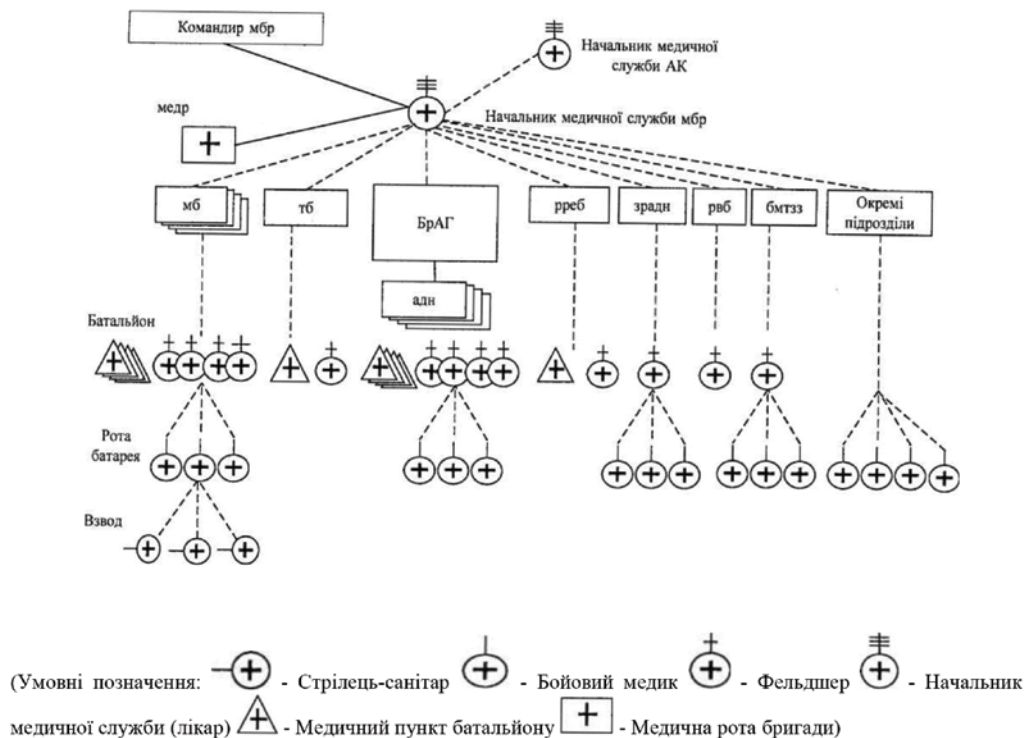 Командир мбр
Начальник медичної
служби АК
медр
Начальник медичної служби мбр
мб
тб
БрАГ
рреб
зрадн
рвб
бмтзз
Окремі
підрозділи
адн
Батальйон
Рота
батарея
Взвод
(Умовні позначення: - Стрілець-санітар - Бойовий медик - Фельдшер - Начальник
медичної служби (лікар) - Медичний пункт батальйону - Медична рота бригади)